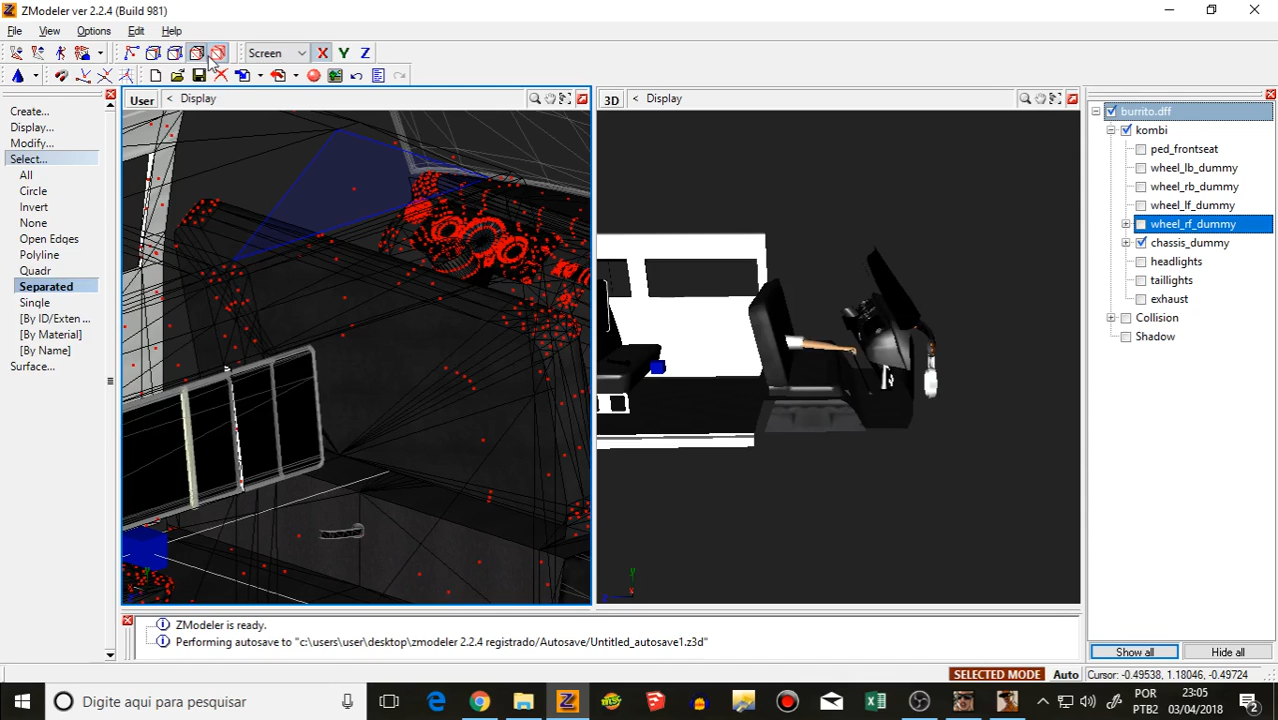 ZModeler ver 2.2.4 (Build 981)
File View Options Edit Help
Screen X Y Z
User < Display
3D < Display
Create...
Display...
Modify...
Select...
All
Circle
Invert
None
Open Edges
Polyline
Quadr
Separated
Single
[By ID/Exten ...
[By Material]
[By Name]
Surface...
burrito.dff
kombi
ped_frontseat
wheel_lb_dummy
wheel_rb_dummy
wheel_lf_dummy
wheel_rf_dummy
chassis_dummy
headlights
taillights
exhaust
Collision
Shadow
ZModeler is ready.
Performing autosave to "c:\users\user\desktop\zmodeler 2.2.4 registrado/Autosave/Untitled_autosave1.z3d"
Show all Hide all
SELECTED MODE Auto Cursor: -0.49538, 1.18046, -0.49724
Digite aqui para pesquisar
POR 23:05
PTB2 03/04/2018
2